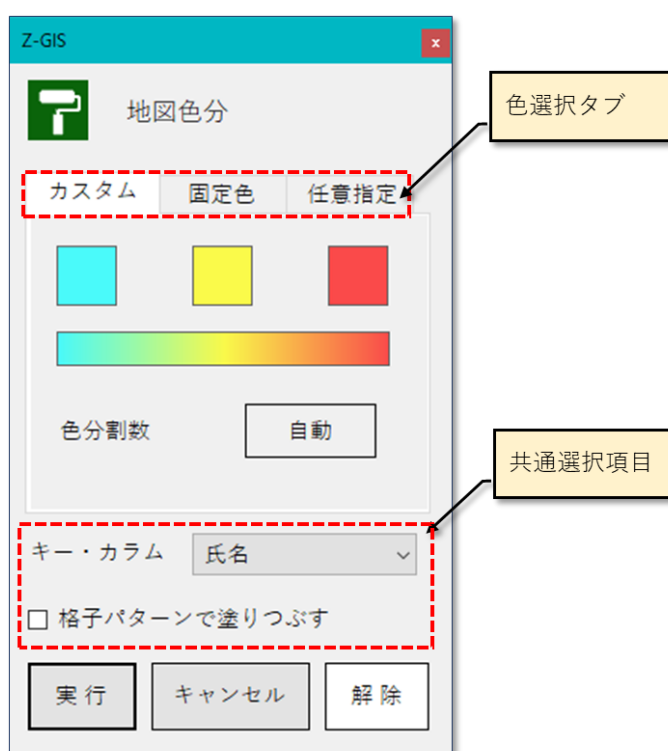 Z-GIS
x
地図色分
色選択タブ
カスタム 固定色 任意指定
色分割数 自動
共通選択項目
キー・カラム 氏名
格子パターンで塗りつぶす
実行 キャンセル 解除